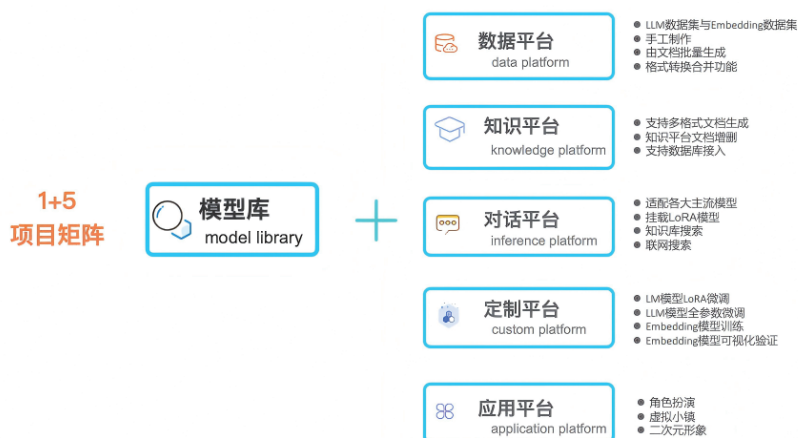 1+5
项目矩阵
模型库
model library
数据平台
data platform
LLM数据集与Embedding数据集
手工制作
由文档批量生成
格式转换合并功能
知识平台
knowledge platform
支持多格式文档生成
知识平台文档增删
支持数据库接入
对话平台
inference platform
适配各大主流模型
挂载LoRA模型
知识库搜索
联网搜索
定制平台
custom platform
LM模型LoRA微调
LLM模型全参数微调
Embedding模型训练
Embedding模型可视化验证
应用平台
application platform
角色扮演
虚拟小镇
二次元形象